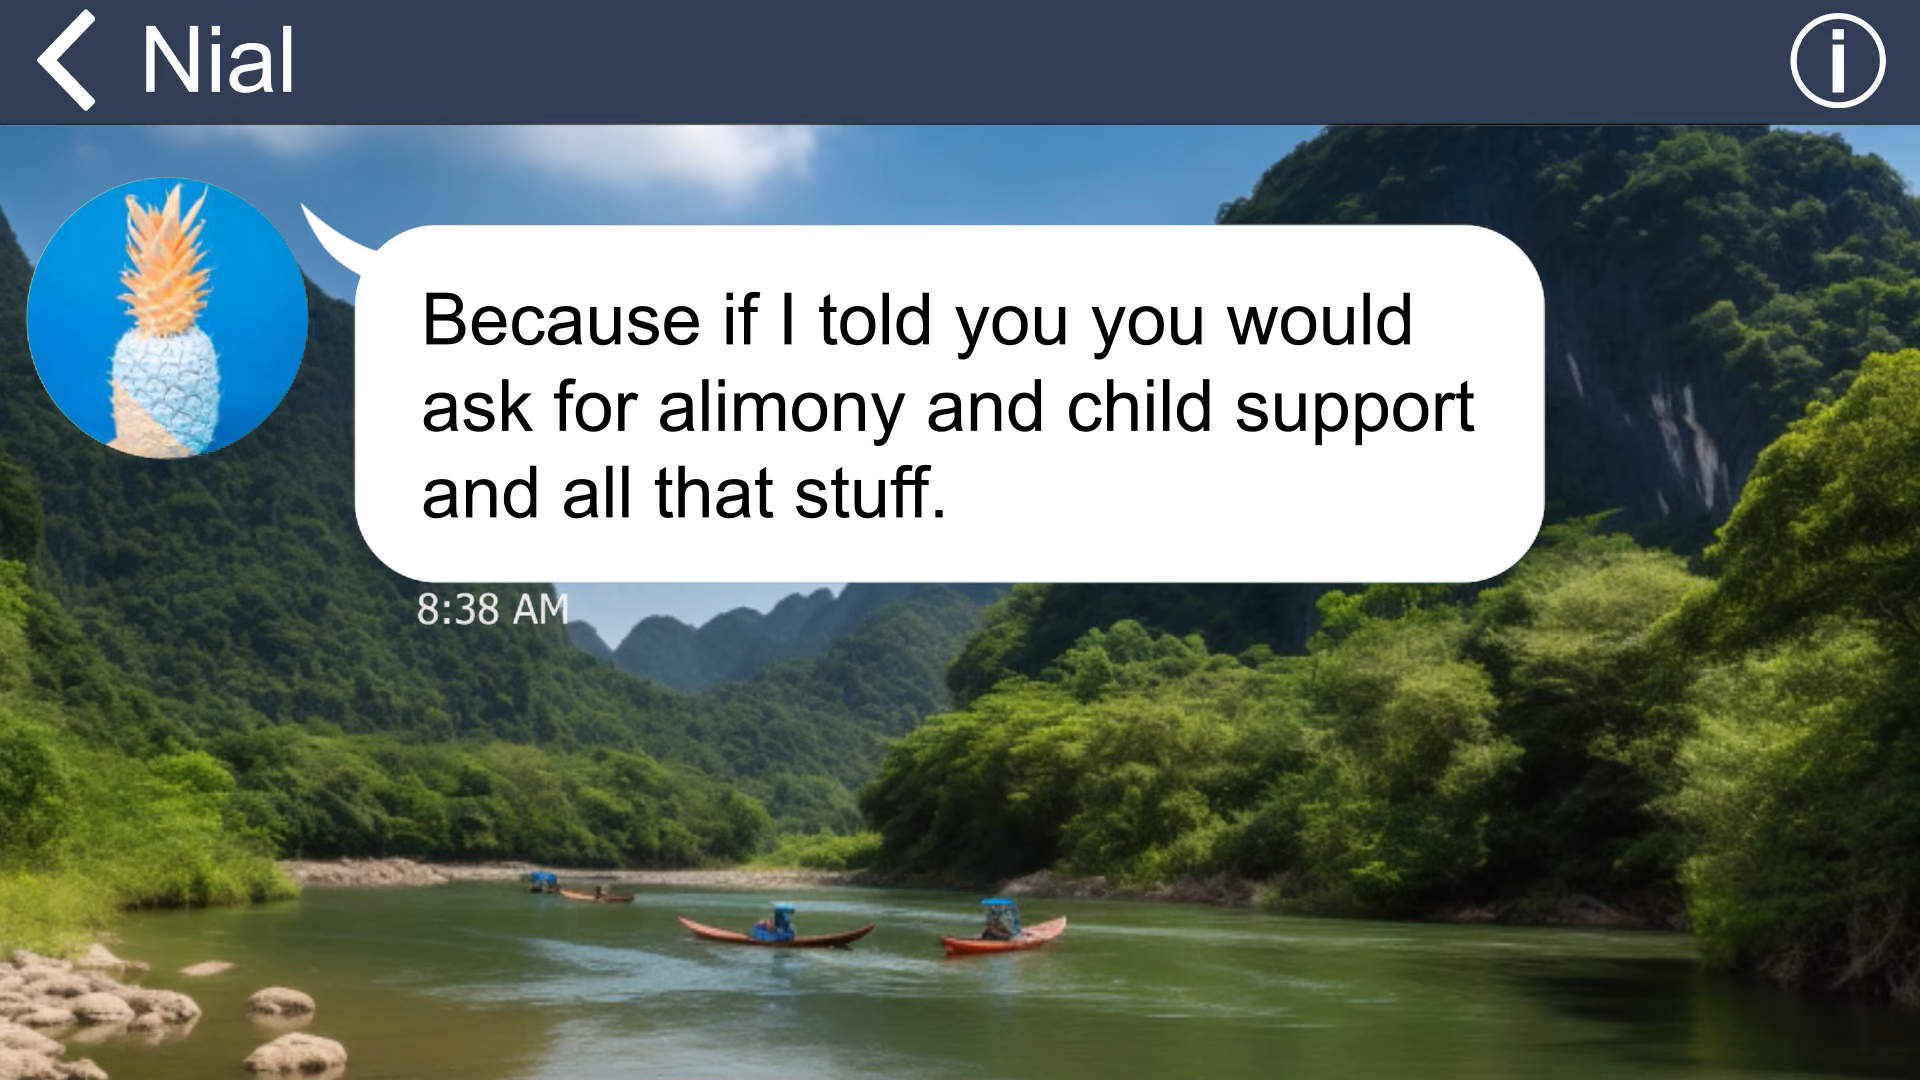 Nial
Because if I told you you would
ask for alimony and child support
and all that stuff.
8:38 AM